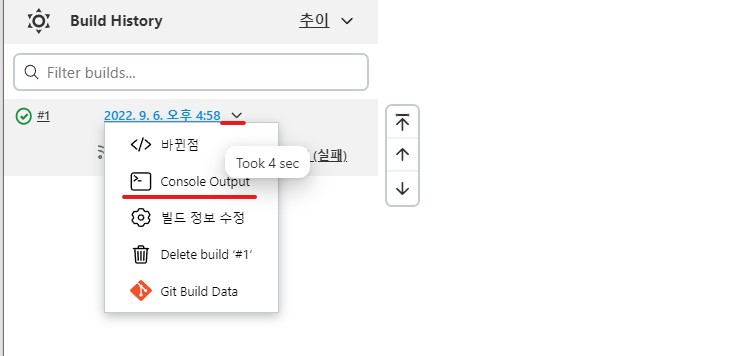 Build History 추이
Filter builds...
#1 2022. 9. 6. 오후 4:58
바뀐점
Took 4 sec
(실패)
Console Output
빌드 정보 수정
Delete build ‘#1’
Git Build Data